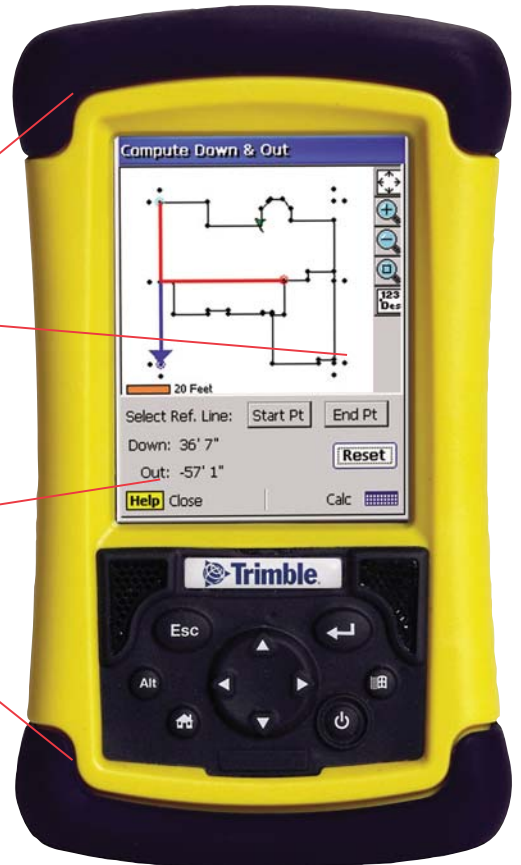 Compute Down & Out
123
Des
20 Feet
Select Ref. Line: Start Pt End Pt
Down: 36' 7"
Reset
Out: -57' 1"
Help Close Calc
Trimble.
Esc
Alt